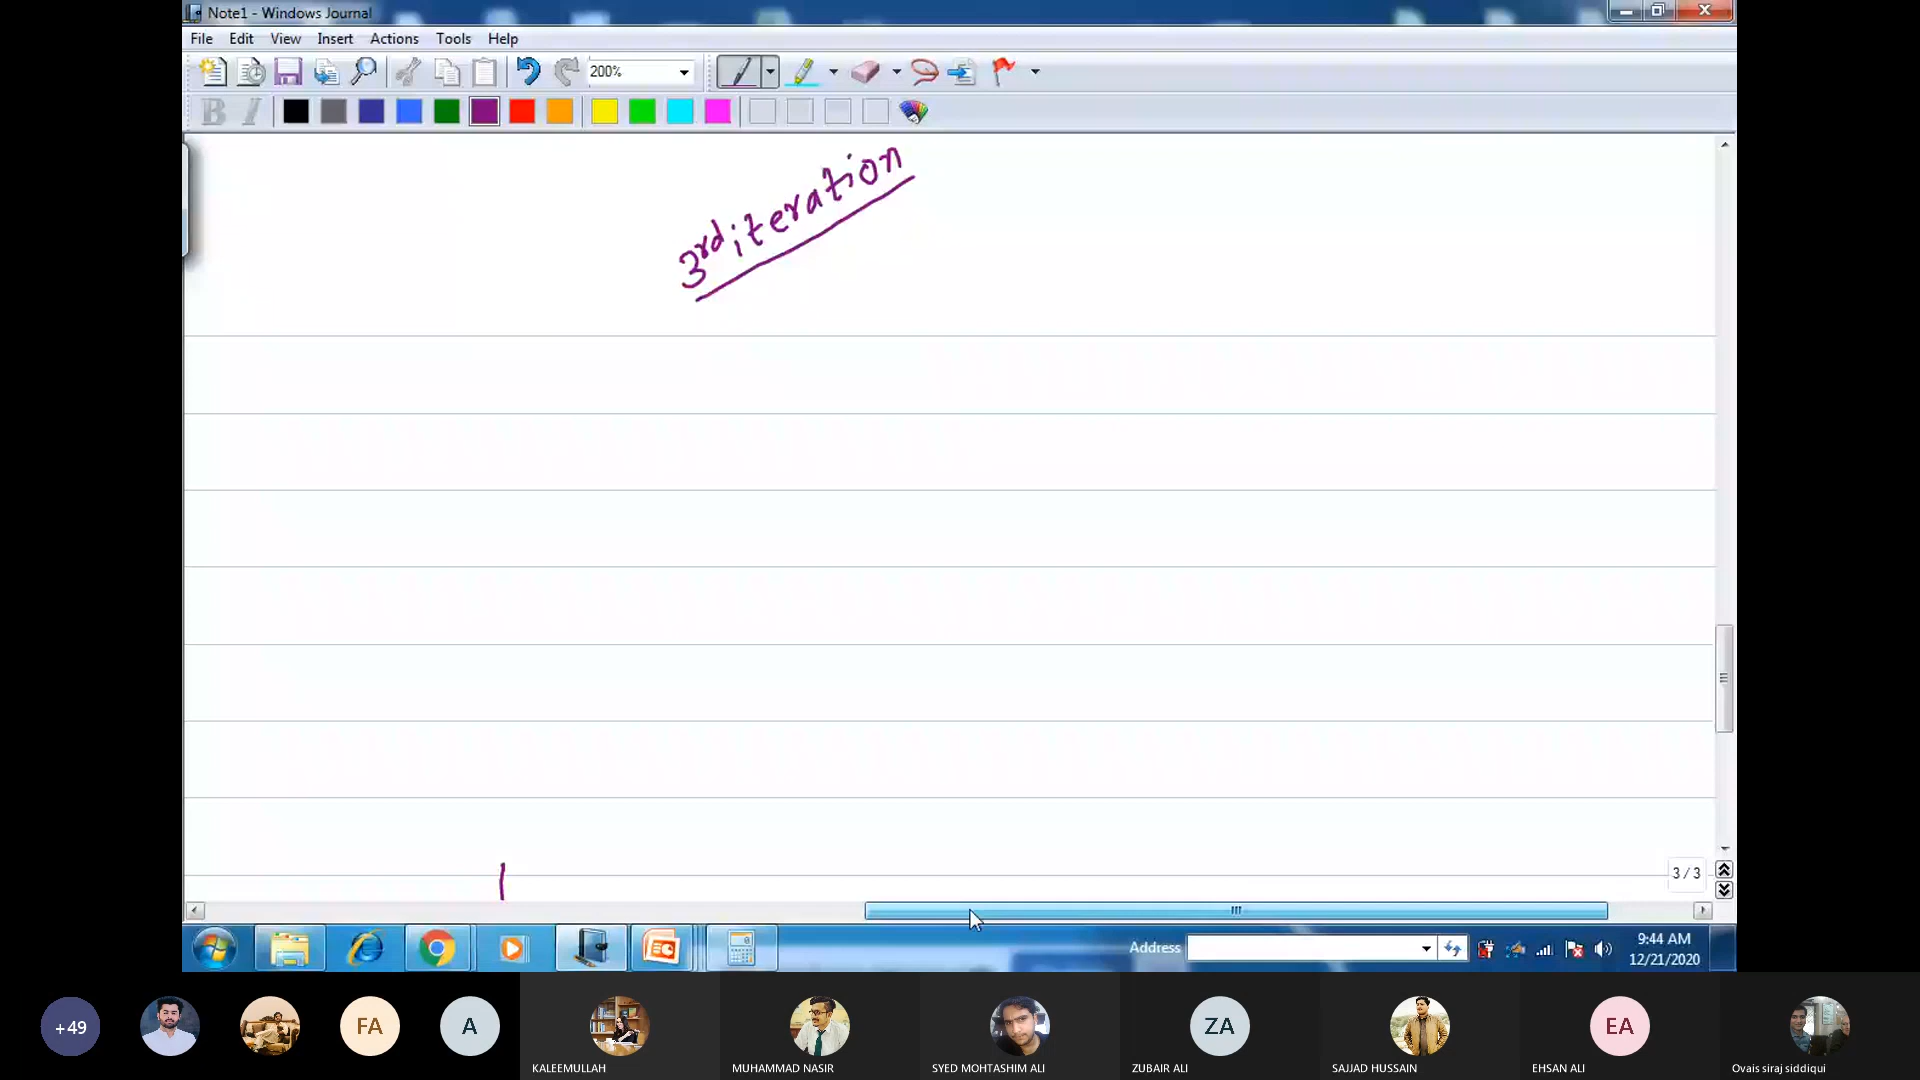 Note1 - Windows Journal
File Edit View Insert Actions Tools Help
200%
B I
3rd iteration
3 / 3
Address
9:44 AM
12/21/2020
+49
FA
A
ZA
EA
KALEEMULLAH
MUHAMMAD NASIR
SYED MOHTASHIM ALI
ZUBAIR ALI
SAJJAD HUSSAIN
EHSAN ALI
Ovais siraj siddiqui